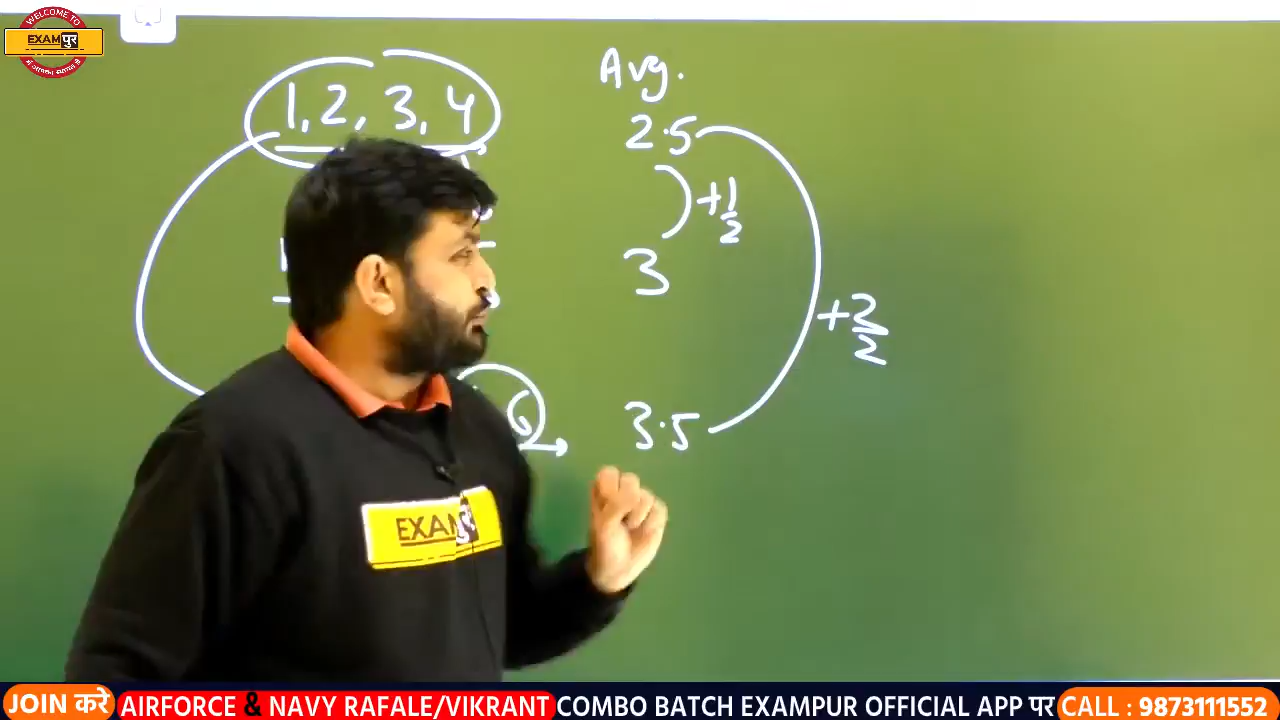 WELCOME TO
EXAM पुर
1, 2, 3, 4
Avg.
2.5
+1/2
3
+2/2
6
3.5
EXAM
JOIN करे AIRFORCE & NAVY RAFALE/VIKRANT COMBO BATCH EXAMPUR OFFICIAL APP पर CALL : 9873111552